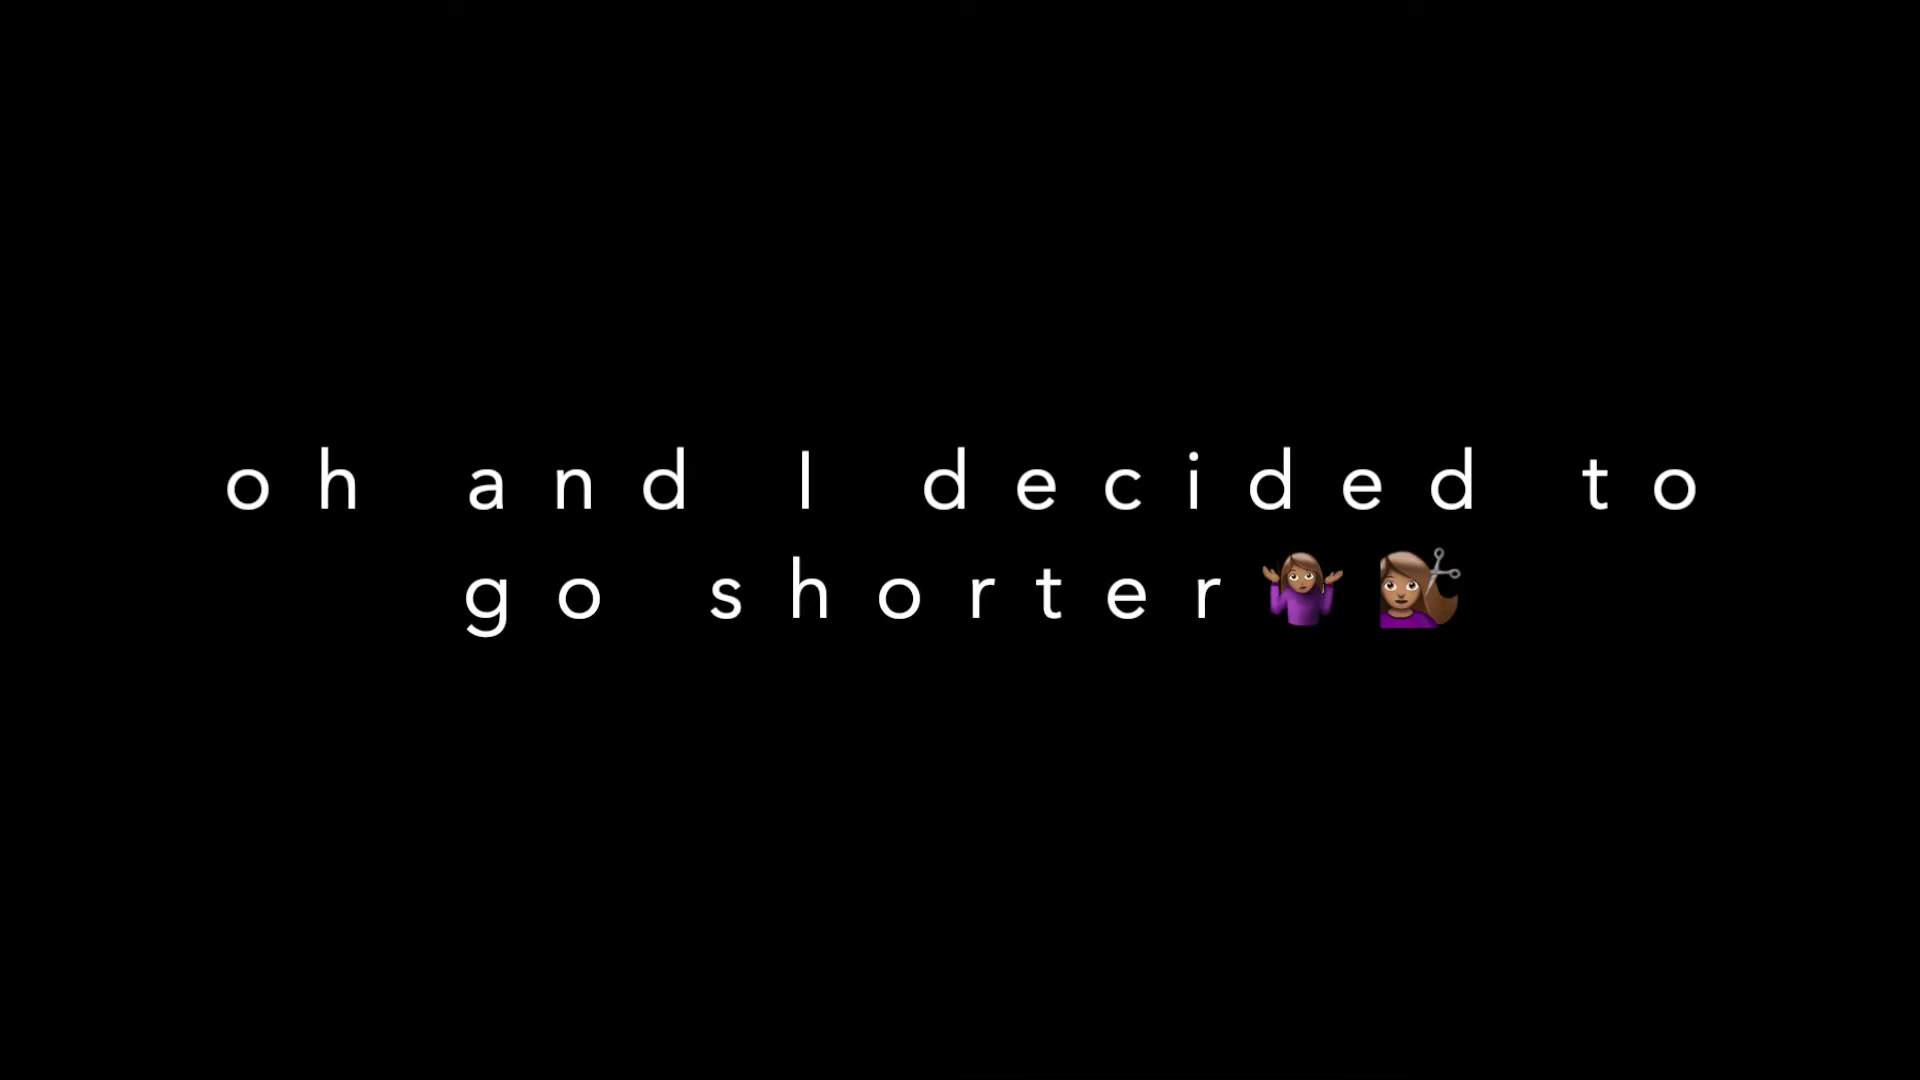 oh and I decided to
go shorter🤷🏽‍♀️💇🏽‍♀️